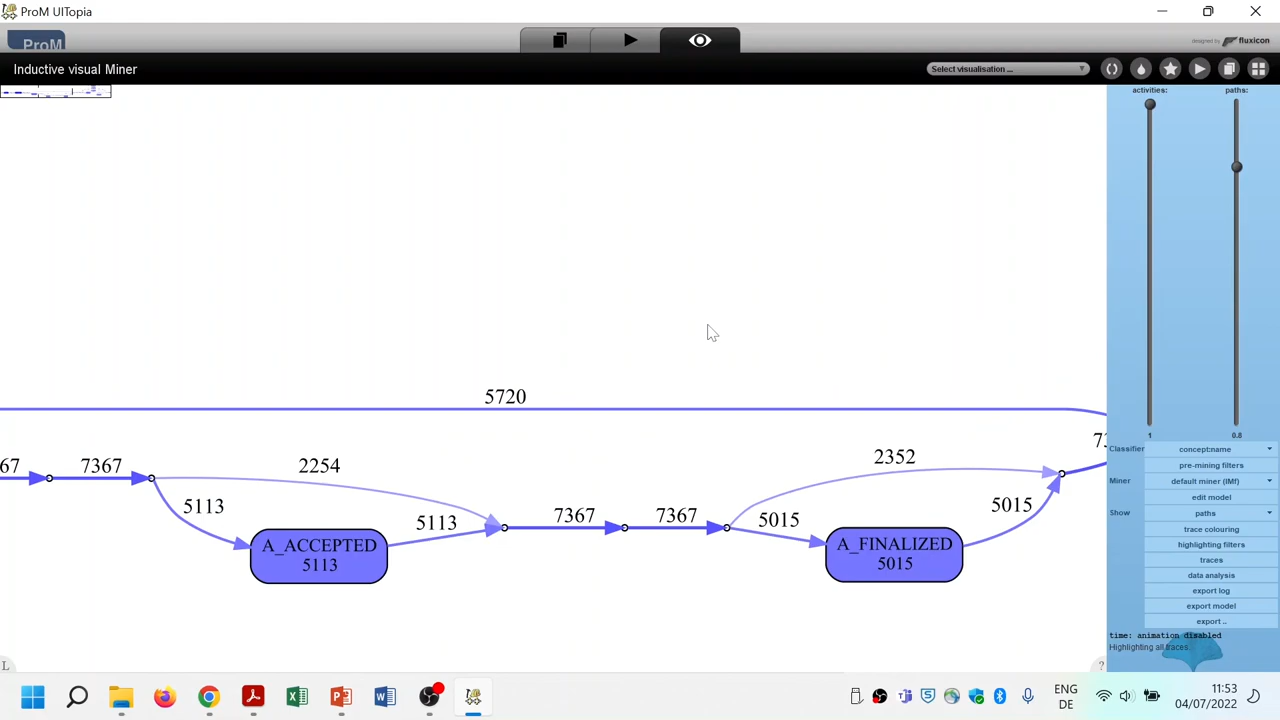 ProM UITopia
ProM
designed by fluxicon
Inductive visual Miner
Select visualisation ...
activities:
paths:
5720
67
7367
2254
5113
A_ACCEPTED
5113
5113
7367
7367
2352
5015
A_FINALIZED
5015
5015
73
1
0.8
Classifier
concept:name
pre-mining filters
Miner
default miner (IMf)
edit model
Show
paths
trace colouring
highlighting filters
traces
data analysis
export log
export model
export ..
time: animation disabled
Highlighting all traces.
L
?
ENG
DE
11:53
04/07/2022